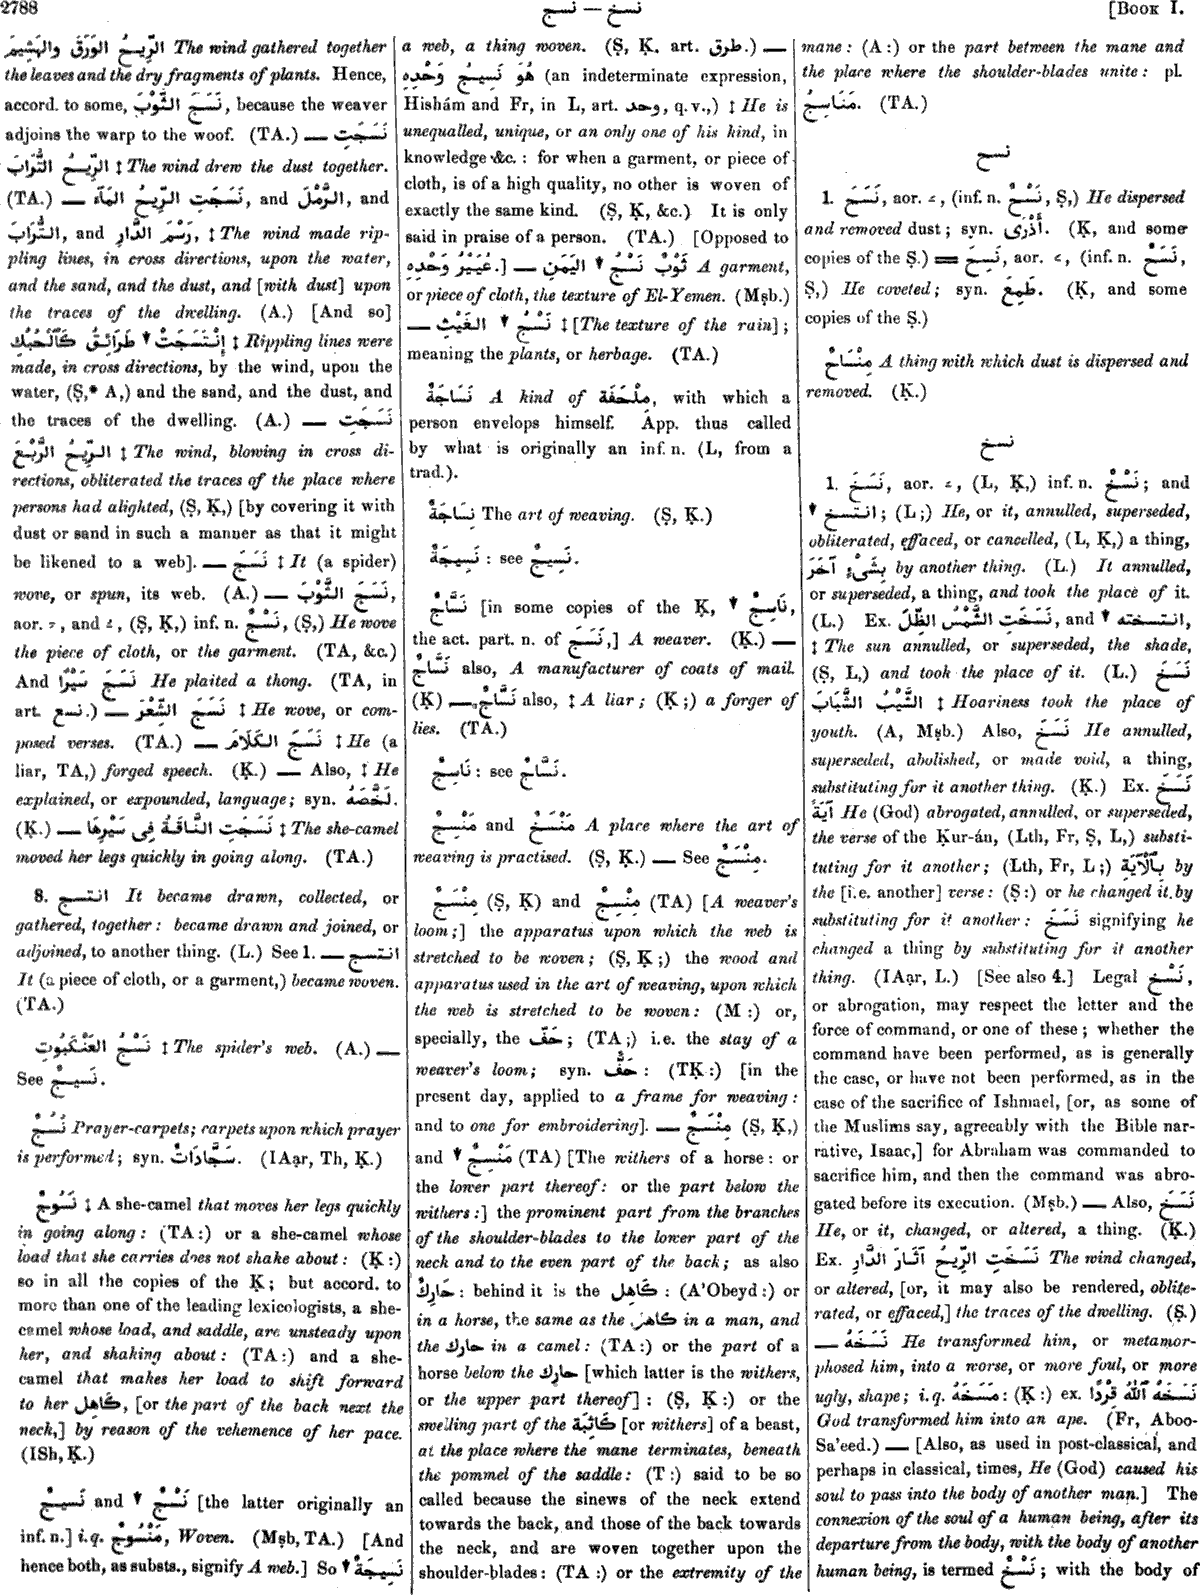 2788
نسج — نسخ
[BOOK I.
الرِّيحُ الوَرَقَ والهَشِيمَ The wind gathered together
the leaves and the dry fragments of plants. Hence,
accord. to some, نَسَجَ الثَّوْبَ, because the weaver
adjoins the warp to the woof. (TA.) — نَسَجَتِ
الرِّيحُ التُّرَابَ ‡ The wind drew the dust together.
(TA.) — نَسَجَتِ الرِّيحُ المَآءَ, and الرَّمْلَ, and
التُّرَابَ, and رَسْمَ الدَّارِ, ‡ The wind made rip-
pling lines, in cross directions, upon the water,
and the sand, and the dust, and [with dust] upon
the traces of the dwelling. (A.) [And so]
إِنْتَسَجَتْ ▼ طَرَائِقُ كَٱلْحُبُكِ ‡ Rippling lines were
made, in cross directions, by the wind, upon the
water, (Ṣ,* A,) and the sand, and the dust, and
the traces of the dwelling. (A.) — نَسَجَتِ
الرِّيحُ الرَّبْعَ ‡ The wind, blowing in cross di-
rections, obliterated the traces of the place where
persons had alighted, (Ṣ, Ḳ,) [by covering it with
dust or sand in such a manner as that it might
be likened to a web]. — نَسَجَ ‡ It (a spider)
wove, or spun, its web. (A.) — نَسَجَ الثَّوْبَ,
aor. ـِ, and ـُ, (Ṣ, Ḳ,) inf. n. نَسْجٌ, (Ṣ,) He wove
the piece of cloth, or the garment. (TA, &c.)
And نَسَجَ سَيْرًا He plaited a thong. (TA, in
art. نسع.) — نَسَجَ الشِّعْرَ ‡ He wove, or com-
posed verses. (TA.) — نَسَجَ الكَلَامَ ‡ He (a
liar, TA,) forged speech. (Ḳ.) — Also, ‡ He
explained, or expounded, language; syn. لَخَّصَهُ.
(Ḳ.) — نَسَجَتِ النَّاقَةُ فِى سَيْرِهَا ‡ The she-camel
moved her legs quickly in going along. (TA.)
8. انتسج It became drawn, collected, or
gathered, together: became drawn and joined, or
adjoined, to another thing. (L.) See 1. — انتسج
It (a piece of cloth, or a garment,) became woven.
(TA.)
نَسْجُ العَنْكَبُوتِ ‡ The spider's web. (A.) —
See نَسِيجٌ.
نُسُجٌ Prayer-carpets; carpets upon which prayer
is performed; syn. سَجَّادَاتٌ. (IAạr, Th, Ḳ.)
نَسُوجٌ ‡ A she-camel that moves her legs quickly
in going along: (TA:) or a she-camel whose
load that she carries does not shake about: (Ḳ:)
so in all the copies of the Ḳ; but accord. to
more than one of the leading lexicologists, a she-
camel whose load, and saddle, are unsteady upon
her, and shaking about: (TA:) and a she-
camel that makes her load to shift forward
to her كَاهِل, [or the part of the back next the
neck,] by reason of the vehemence of her pace.
(ISh, Ḳ.)
نَسِيجٌ and ▼ نَسْجٌ [the latter originally an
inf. n.] i.q. مَنْسُوجٌ, Woven. (Mṣb, TA.) [And
hence both, as substs., signify A web.] So ▼ نَسِيجَةٌ
a web, a thing woven. (Ṣ, Ḳ, art. طرق.) —
هُوَ نَسِيجُ وَحْدِهِ (an indeterminate expression,
Hishám and Fr, in L, art. وحد, q. v.,) ‡ He is
unequalled, unique, or an only one of his kind, in
knowledge &c.: for when a garment, or piece of
cloth, is of a high quality, no other is woven of
exactly the same kind. (Ṣ, Ḳ, &c.) It is only
said in praise of a person. (TA.) [Opposed to
عُيَيْرُ وَحْدِهِ.] — ثَوْبٌ نَسْجُ ▼ اليَمَنِ A garment,
or piece of cloth, the texture of El-Yemen. (Mṣb.)
— نَسْجُ ▼ الغَيْثِ ‡ [The texture of the rain];
meaning the plants, or herbage. (TA.)
نَسَاجَةٌ A kind of مِلْحَفَة, with which a
person envelops himself. App. thus called
by what is originally an inf. n. (L, from a
trad.).
نِسَاجَةٌ The art of weaving. (Ṣ, Ḳ.)
نَسِيجَةٌ: see نَسِيجٌ.
نَسَّاجٌ [in some copies of the Ḳ, ▼ نَاسِجٌ,
the act. part. n. of نَسَجَ,] A weaver. (Ḳ.) —
نَسَّاجٌ also, A manufacturer of coats of mail.
(Ḳ) — نَسَّاجٌ also, ‡ A liar; (Ḳ;) a forger of
lies. (TA.)
نَاسِجٌ: see نَسَّاجٌ.
مَنْسَجٌ and مَنْسِجٌ A place where the art of
weaving is practised. (Ṣ, Ḳ.) — See مِنْسَجٌ.
مِنْسَجٌ (Ṣ, Ḳ) and مِنْسِجٌ (TA) [A weaver's
loom;] the apparatus upon which the web is
stretched to be woven; (Ṣ, Ḳ;) the wood and
apparatus used in the art of weaving, upon which
the web is stretched to be woven: (M:) or,
specially, the حَفّ; (TA;) i.e. the stay of a
weaver's loom; syn. حَفٌّ: (TḲ:) [in the
present day, applied to a frame for weaving:
and to one for embroidering]. — مِنْسَجٌ (Ṣ, Ḳ,)
and ▼ مَنْسِجٌ (TA) [The withers of a horse: or
the lower part thereof: or the part below the
withers:] the prominent part from the branches
of the shoulder-blades to the lower part of the
neck and to the even part of the back; as also
حَارِكٌ: behind it is the كَاهِل: (A'Obeyd:) or
in a horse, the same as the كاهل in a man, and
the حارك in a camel: (TA:) or the part of a
horse below the حارك [which latter is the withers,
or the upper part thereof]: (Ṣ, Ḳ:) or the
swelling part of the كَاثِبَة [or withers] of a beast,
at the place where the mane terminates, beneath
the pommel of the saddle: (T:) said to be so
called because the sinews of the neck extend
towards the back, and those of the back towards
the neck, and are woven together upon the
shoulder-blades: (TA:) or the extremity of the
mane: (A:) or the part between the mane and
the place where the shoulder-blades unite: pl.
مَنَاسِجُ. (TA.)
نسح
1. نَسَحَ, aor. ـَ, (inf. n. نَسْحٌ, Ṣ,) He dispersed
and removed dust; syn. أَذْرَى. (Ḳ, and some
copies of the Ṣ.) = نَسِحَ, aor. ـَ, (inf. n. نَسَحٌ,
Ṣ,) He coveted; syn. طَمِعَ. (Ḳ, and some
copies of the Ṣ.)
مِنْسَاحٌ A thing with which dust is dispersed and
removed. (Ḳ.)
نسخ
1. نَسَخَ, aor. ـَ, (L, Ḳ,) inf. n. نَسْخٌ; and
▼ انتسخ; (L;) He, or it, annulled, superseded,
obliterated, effaced, or cancelled, (L, Ḳ,) a thing,
بِشَىْءٍ آخَرَ by another thing. (L.) It annulled,
or superseded, a thing, and took the place of it.
(L.) Ex. نَسَخَتِ الشَّمْسُ الظِّلَّ, and ▼ انتسخته,
‡ The sun annulled, or superseded, the shade,
(Ṣ, L,) and took the place of it. (L.) نَسَخَ
الشَّيْبُ الشَّبَابَ ‡ Hoariness took the place of
youth. (A, Mṣb.) Also, نَسَخَ He annulled,
superseded, abolished, or made void, a thing,
substituting for it another thing. (Ḳ.) Ex. نَسَخَ
آيَةً He (God) abrogated, annulled, or superseded,
the verse of the Ḳur-án, (Lth, Fr, Ṣ, L,) substi-
tuting for it another; (Lth, Fr, L;) بِٱلْآيَةِ by
the [i.e. another] verse: (Ṣ:) or he changed it by
substituting for it another: نَسَخَ signifying he
changed a thing by substituting for it another
thing. (IAạr, L.) [See also 4.] Legal نَسْخ,
or abrogation, may respect the letter and the
force of command, or one of these; whether the
command have been performed, as is generally
the case, or have not been performed, as in the
case of the sacrifice of Ishmael, [or, as some of
the Muslims say, agreeably with the Bible nar-
rative, Isaac,] for Abraham was commanded to
sacrifice him, and then the command was abro-
gated before its execution. (Mṣb.) — Also, نَسَخَ
He, or it, changed, or altered, a thing. (Ḳ.)
Ex. نَسَخَتِ الرِّيحُ آثَارَ الدَّارِ The wind changed,
or altered, [or, it may also be rendered, oblite-
rated, or effaced,] the traces of the dwelling. (Ṣ.)
— نَسَخَهُ He transformed him, or metamor-
phosed him, into a worse, or more foul, or more
ugly, shape; i. q. مَسَخَهُ: (Ḳ:) ex. نَسَخَهُ ٱللّٰهُ قِرْدًا
God transformed him into an ape. (Fr, Aboo-
Sa'eed.) — [Also, as used in post-classical, and
perhaps in classical, times, He (God) caused his
soul to pass into the body of another man.] The
connexion of the soul of a human being, after its
departure from the body, with the body of another
human being, is termed نَسْخٌ; with the body of